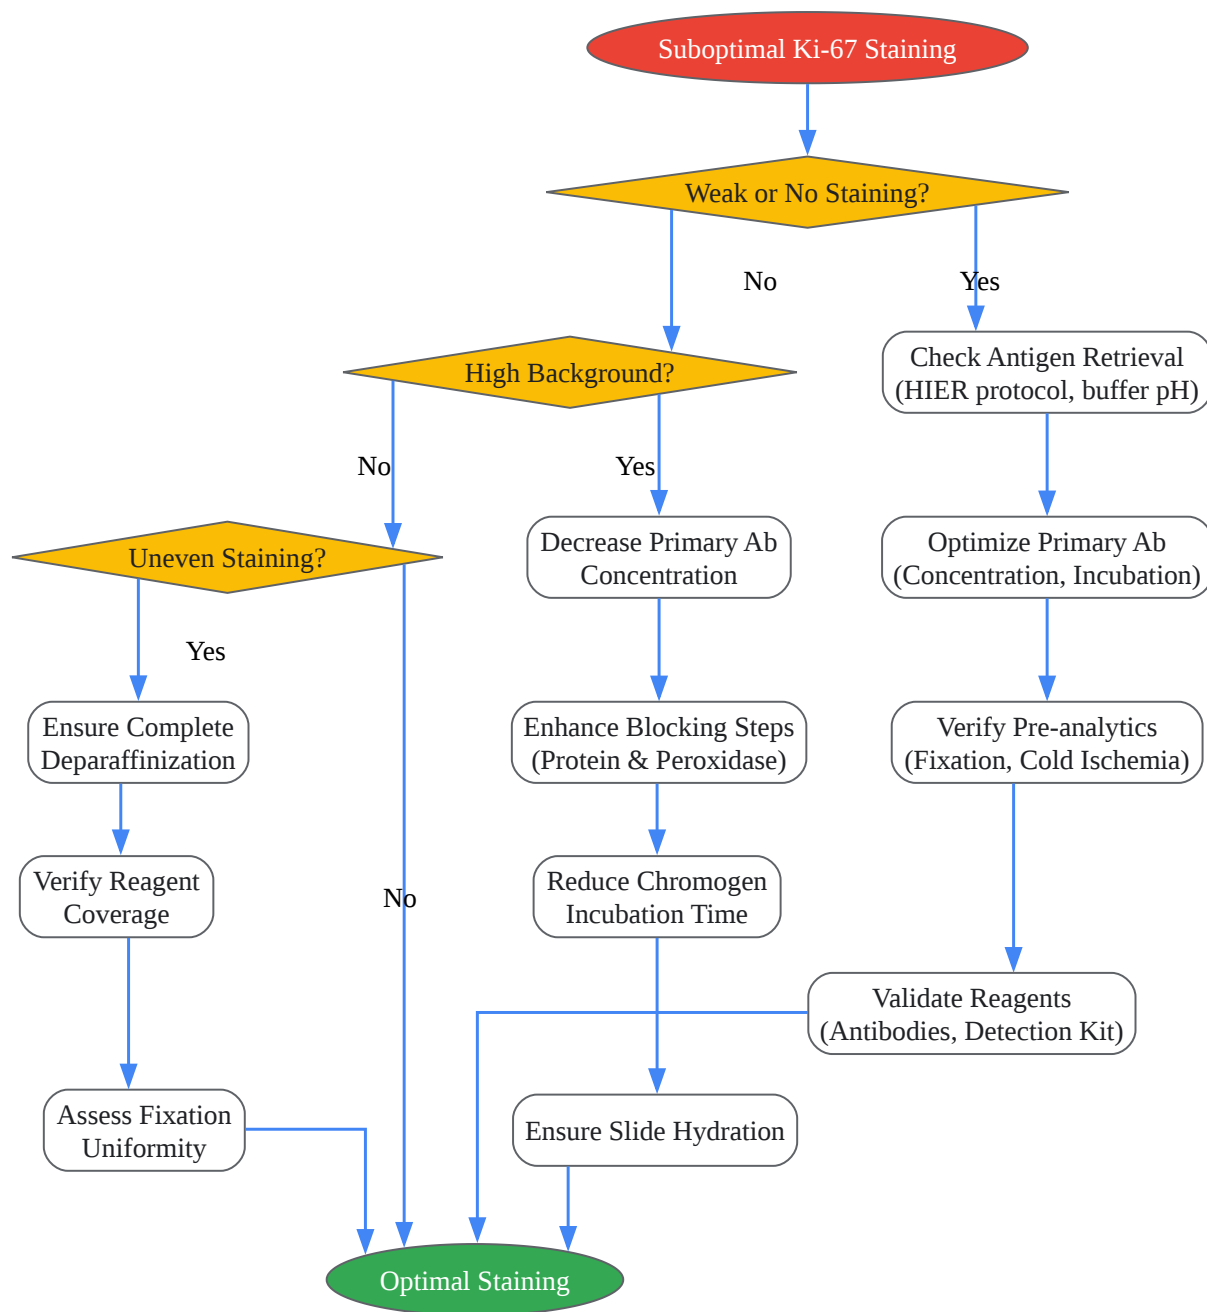 Suboptimal Ki-67 Staining
Weak or No Staining?
No
Yes
High Background?
Check Antigen Retrieval
(HIER protocol, buffer pH)
No
Yes
Uneven Staining?
Decrease Primary Ab
Concentration
Optimize Primary Ab
(Concentration, Incubation)
Yes
Ensure Complete
Deparaffinization
Enhance Blocking Steps
(Protein & Peroxidase)
Verify Pre-analytics
(Fixation, Cold Ischemia)
Verify Reagent
Coverage
No
Reduce Chromogen
Incubation Time
Validate Reagents
(Antibodies, Detection Kit)
Assess Fixation
Uniformity
Ensure Slide Hydration
Optimal Staining